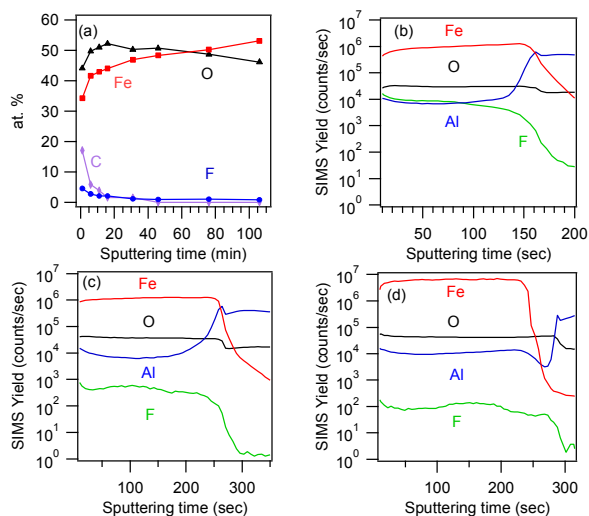 (a)
at. %
60
50
40
30
20
10
0
O
Fe
C
F
0 20 40 60 80 100
Sputtering time (min)
(b)
SIMS Yield (counts/sec)
10^7
10^6
10^5
10^4
10^3
10^2
10^1
10^0
Fe
O
Al
F
50 100 150 200
Sputtering time (sec)
(c)
SIMS Yield (counts/sec)
10^7
10^6
10^5
10^4
10^3
10^2
10^1
10^0
Fe
O
Al
F
100 200 300
Sputtering time (sec)
(d)
SIMS Yield (counts/sec)
10^7
10^6
10^5
10^4
10^3
10^2
10^1
10^0
Fe
O
Al
F
100 200 300
Sputtering time (sec)